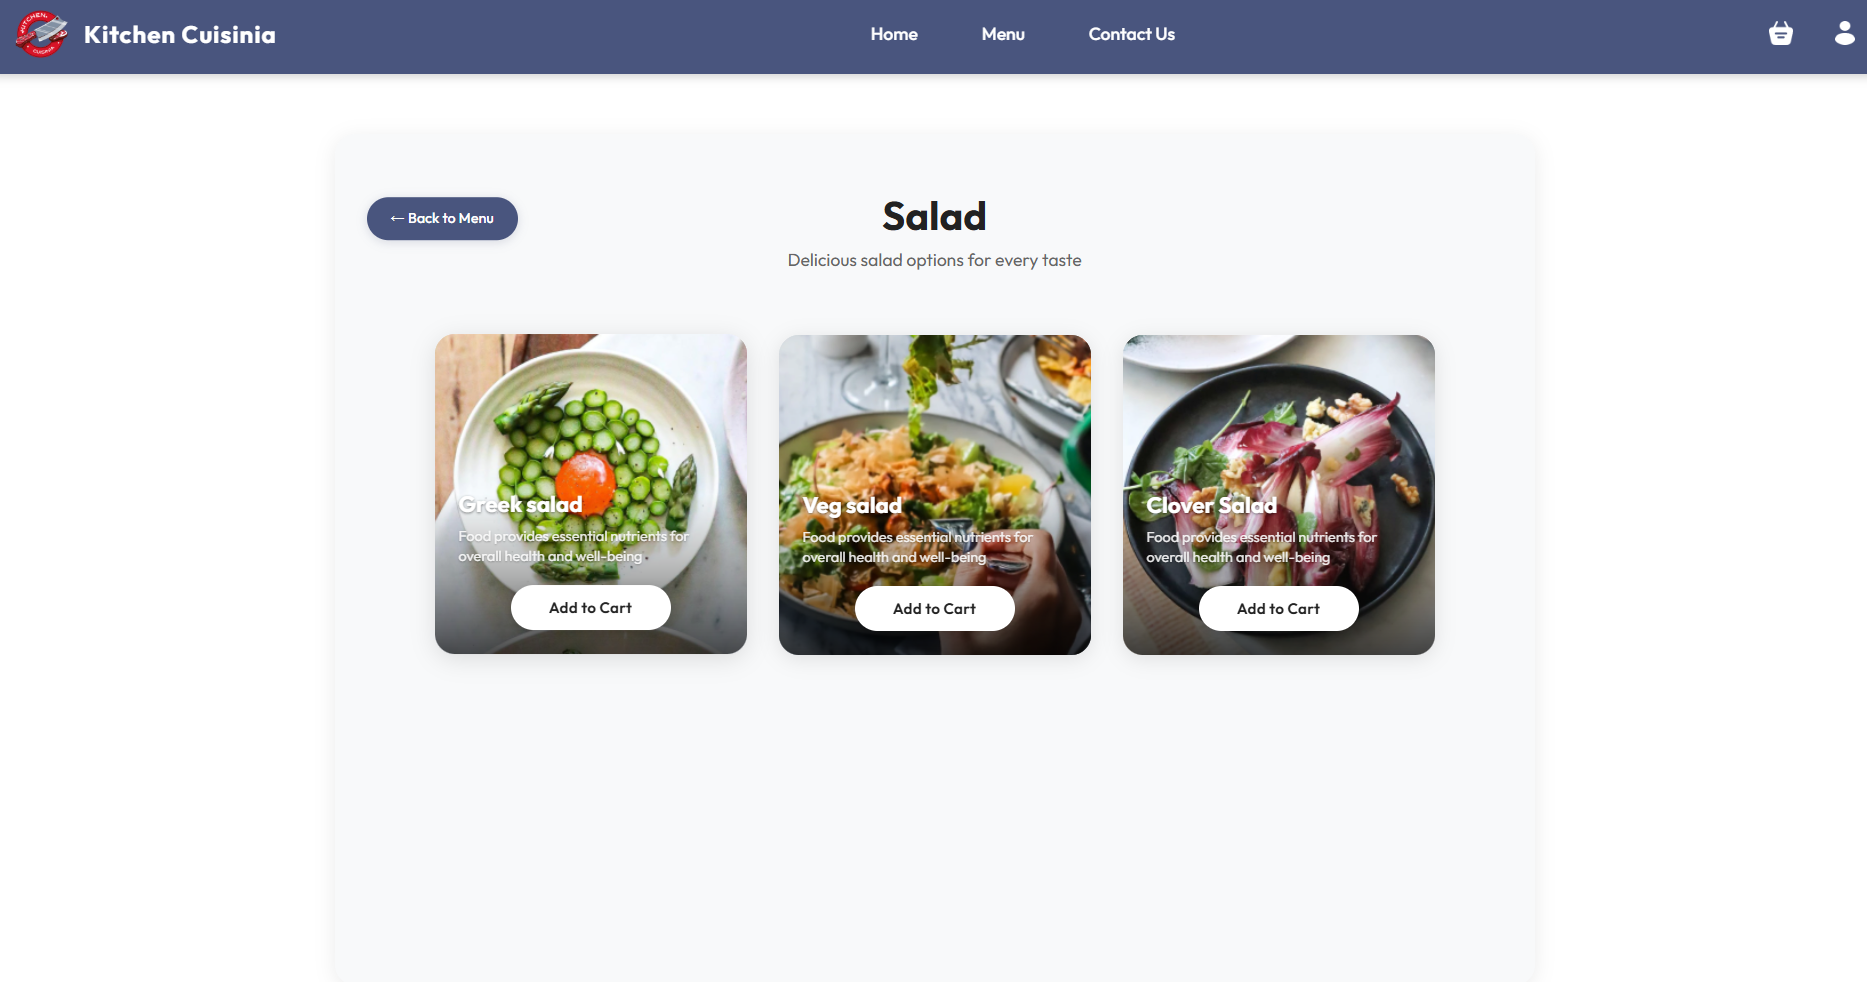 KITCHEN
CUISINIA
Kitchen Cuisinia
Home
Menu
Contact Us
← Back to Menu
Salad
Delicious salad options for every taste
Greek salad
Food provides essential nutrients for
overall health and well-being
Add to Cart
Veg salad
Food provides essential nutrients for
overall health and well-being
Add to Cart
Clover Salad
Food provides essential nutrients for
overall health and well-being
Add to Cart